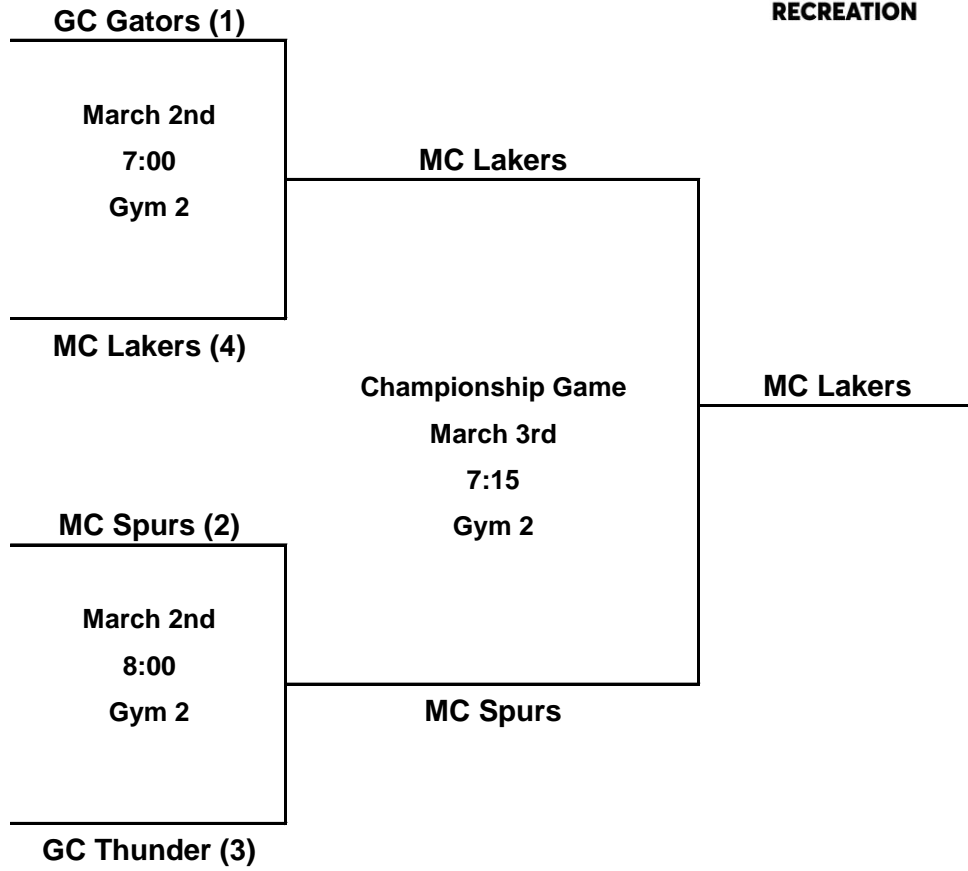 RECREATION
GC Gators (1)
March 2nd
7:00
Gym 2
MC Lakers
MC Lakers (4)
Championship Game
March 3rd
7:15
Gym 2
MC Lakers
MC Spurs (2)
March 2nd
8:00
Gym 2
MC Spurs
GC Thunder (3)